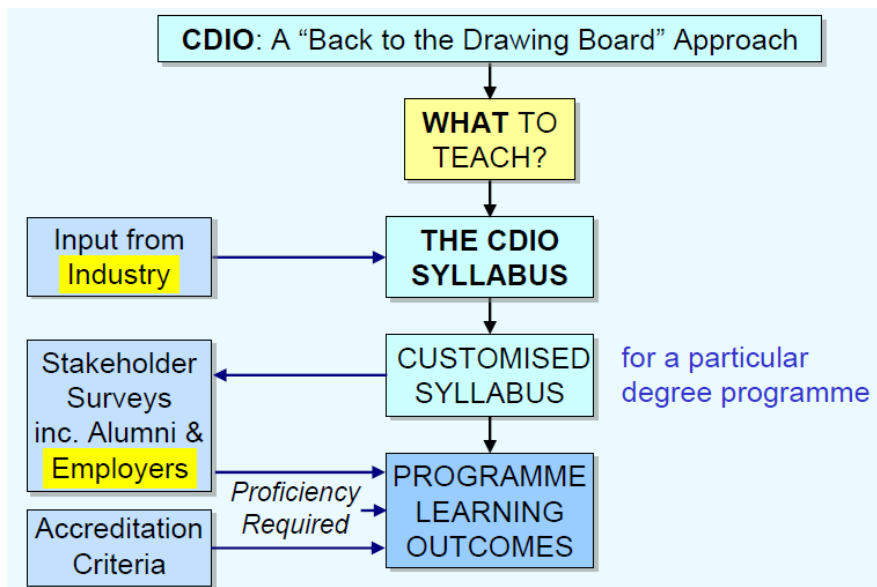 CDIO: A “Back to the Drawing Board” Approach
WHAT TO
TEACH?
Input from
Industry
THE CDIO
SYLLABUS
Stakeholder
Surveys
inc. Alumni &
Employers
CUSTOMISED
SYLLABUS
for a particular
degree programme
Proficiency
Required
PROGRAMME
LEARNING
OUTCOMES
Accreditation
Criteria